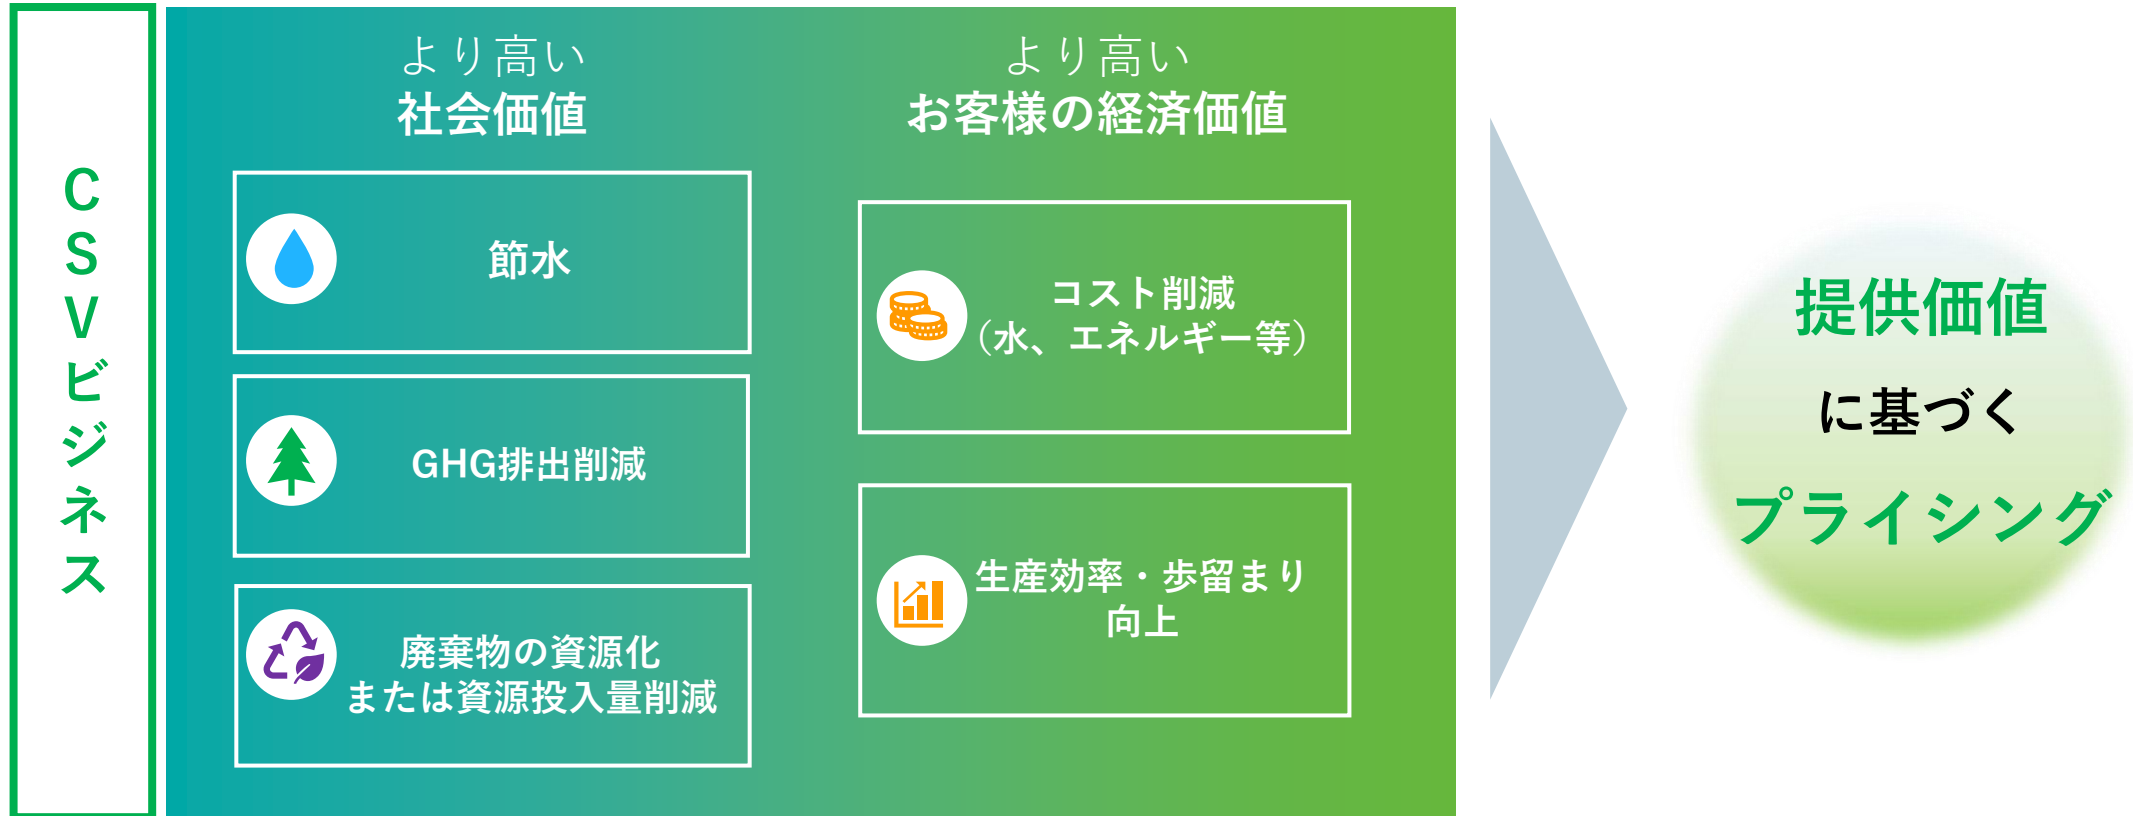 CSVビジネス
より高い
社会価値
節水
GHG排出削減
廃棄物の資源化
または資源投入量削減
より高い
お客様の経済価値
コスト削減
（水、エネルギー等）
生産効率・歩留まり
向上
提供価値
に基づく
プライシング